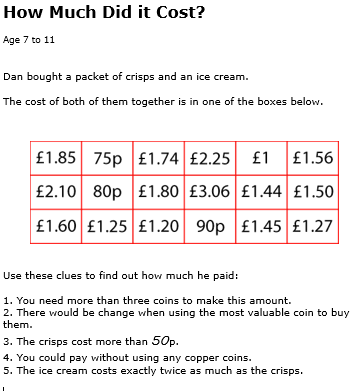 How Much Did it Cost?
Age 7 to 11
Dan bought a packet of crisps and an ice cream.
The cost of both of them together is in one of the boxes below.
£1.85 75p £1.74 £2.25 £1 £1.56
£2.10 80p £1.80 £3.06 £1.44 £1.50
£1.60 £1.25 £1.20 90p £1.45 £1.27
Use these clues to find out how much he paid:
1. You need more than three coins to make this amount.
2. There would be change when using the most valuable coin to buy
them.
3. The crisps cost more than 50p.
4. You could pay without using any copper coins.
5. The ice cream costs exactly twice as much as the crisps.